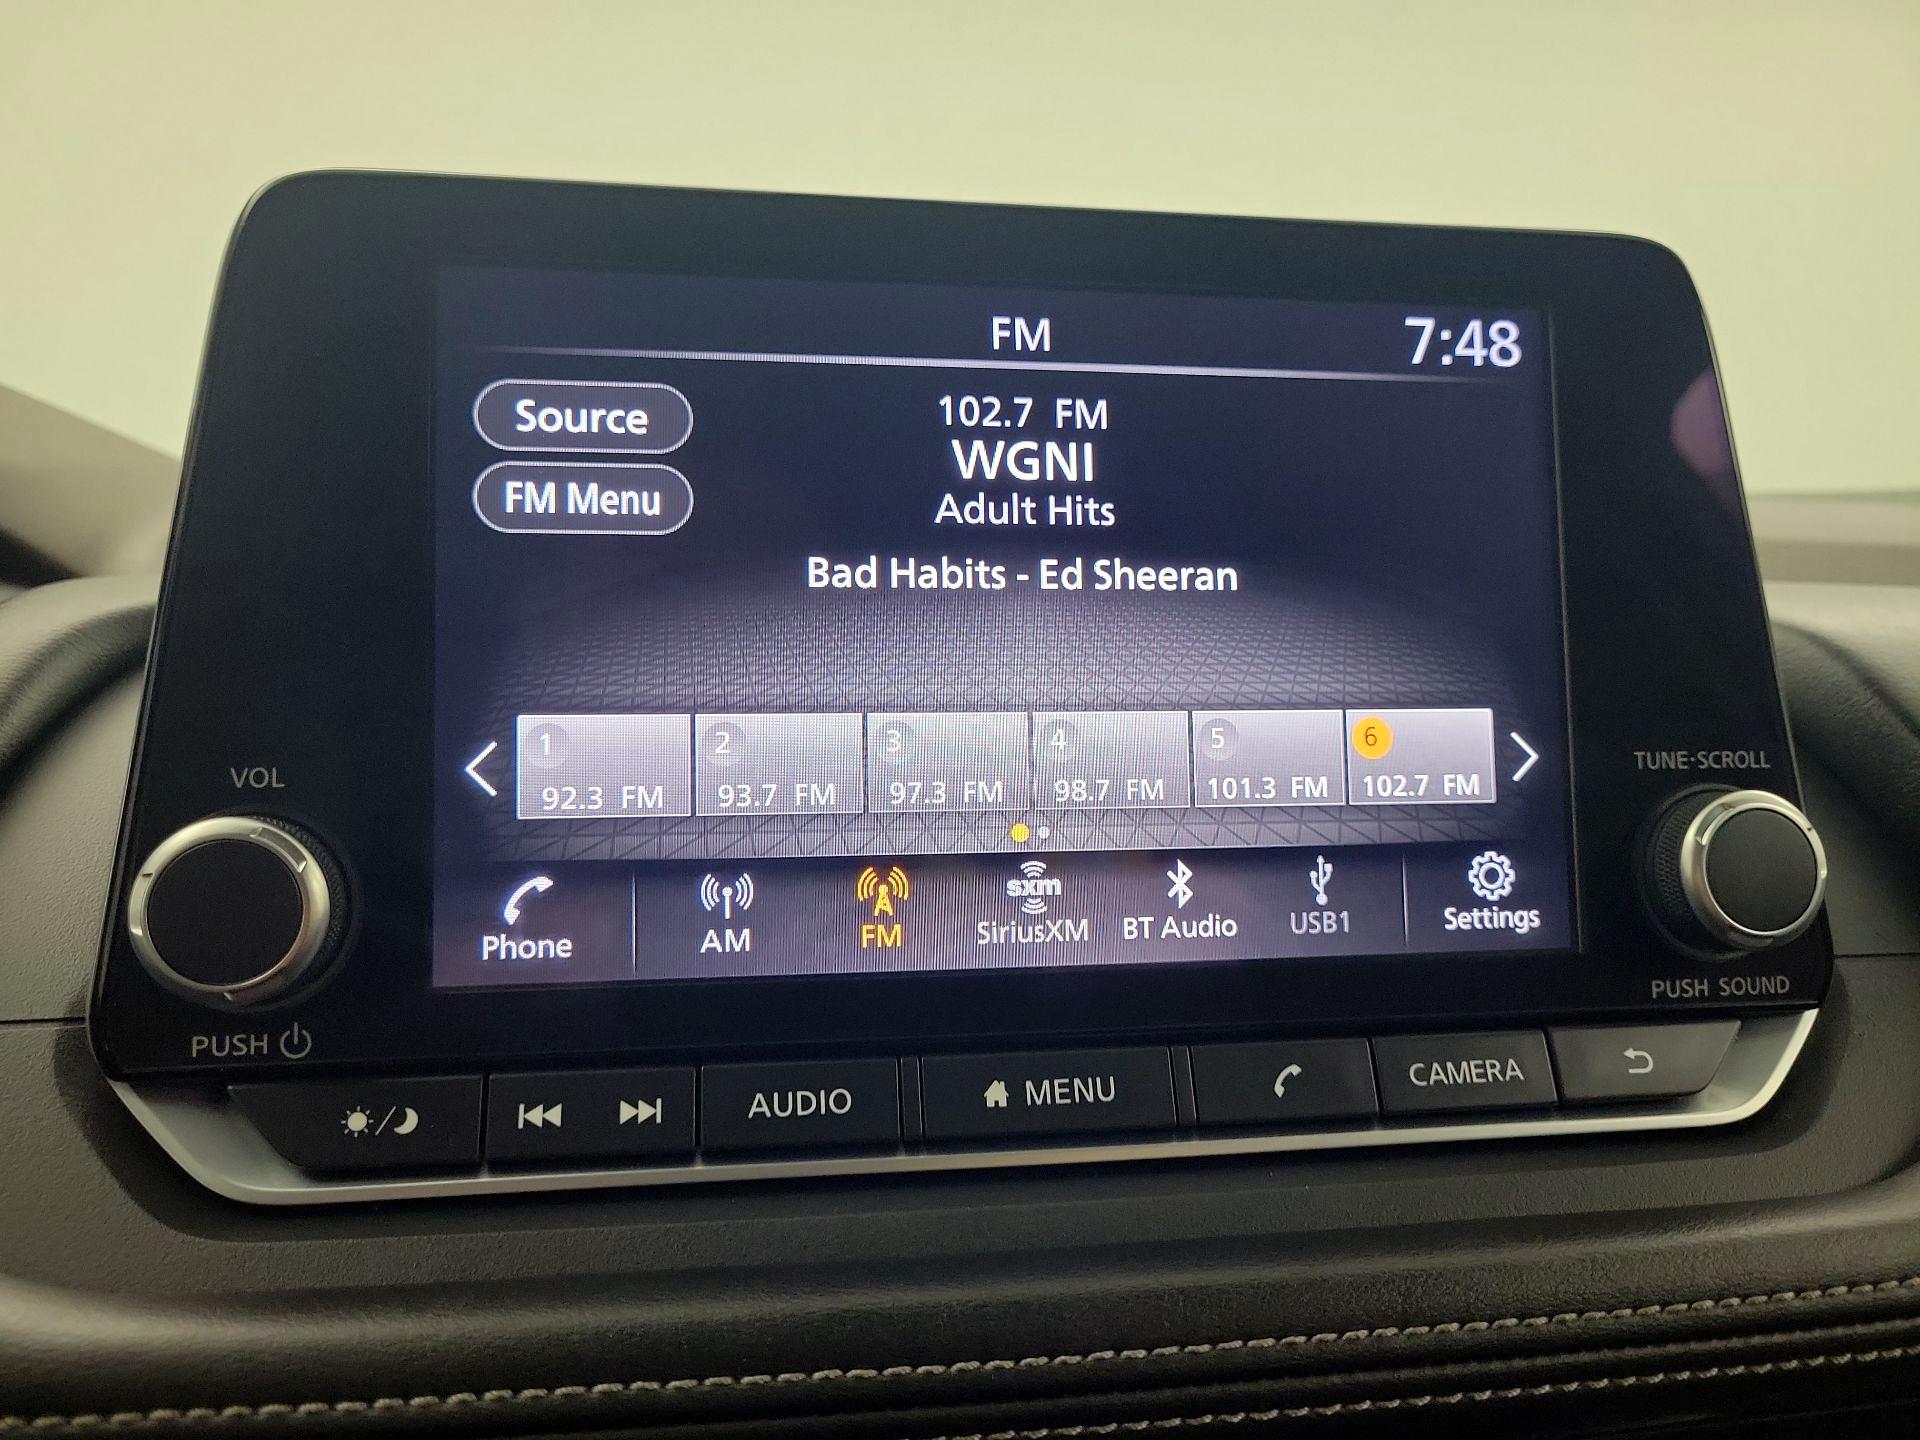 FM
7:48
Source
102.7 FM
WGNI
FM Menu
Adult Hits
Bad Habits - Ed Sheeran
1 2 3 4 5 6
92.3 FM 93.7 FM 97.3 FM 98.7 FM 101.3 FM 102.7 FM
sxm
Phone AM FM SiriusXM BT Audio USB1 Settings
VOL
PUSH
TUNE·SCROLL
PUSH SOUND
AUDIO MENU CAMERA